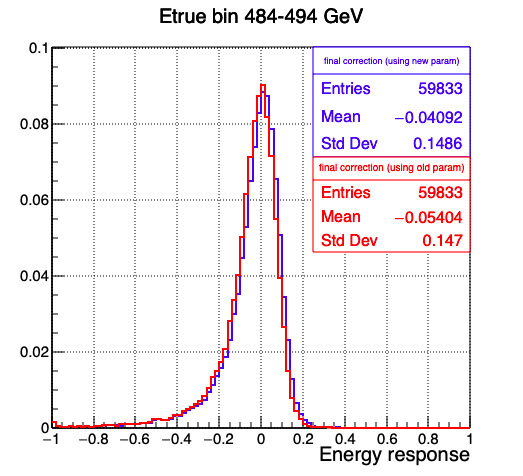 Etrue bin 484-494 GeV
0.1
0.08
0.06
0.04
0.02
0
final correction (using new param)
Entries 59833
Mean −0.04092
Std Dev 0.1486
final correction (using old param)
Entries 59833
Mean −0.05404
Std Dev 0.147
−1 −0.8 −0.6 −0.4 −0.2 0 0.2 0.4 0.6 0.8 1
Energy response